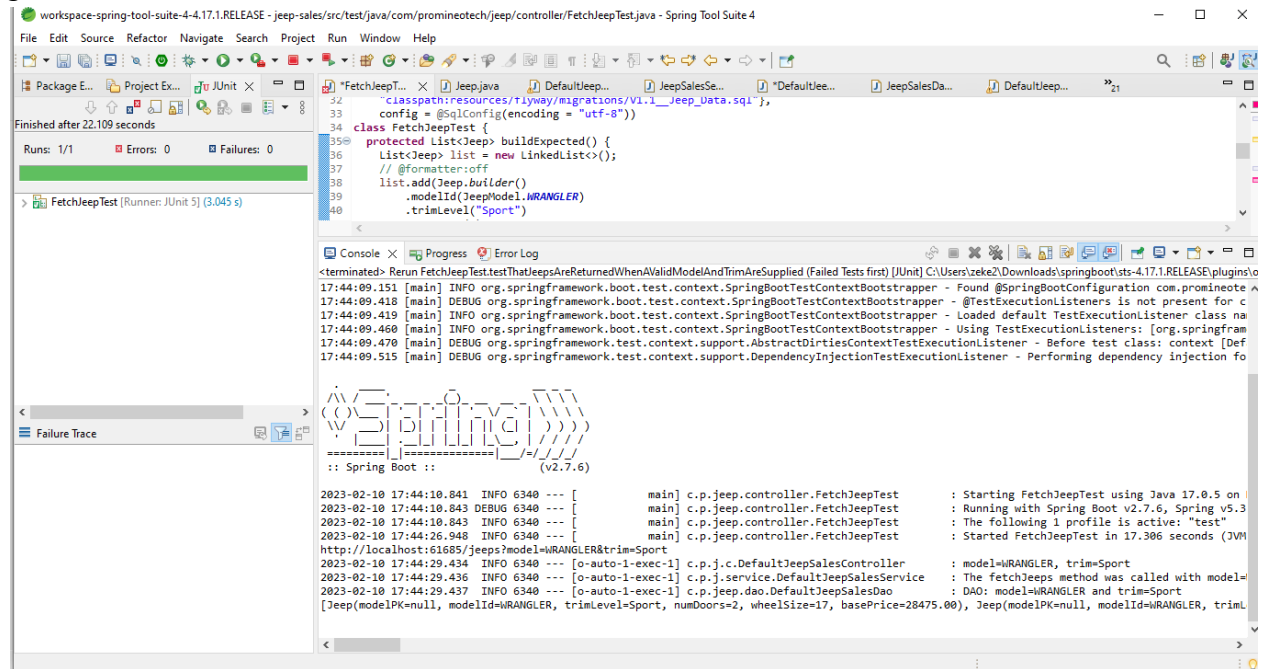 workspace-spring-tool-suite-4-4.17.1.RELEASE - jeep-sales/src/test/java/com/promineotech/jeep/controller/FetchJeepTest.java - Spring Tool Suite 4
File Edit Source Refactor Navigate Search Project Run Window Help
Package E... Project Ex... JUnit
*FetchJeepT... Jeep.java DefaultJeep... JeepSalesSe... *DefaultJee... JeepSalesDa... DefaultJeep... 21
Finished after 22.109 seconds
Runs: 1/1 Errors: 0 Failures: 0
FetchJeepTest [Runner: JUnit 5] (3.045 s)
Failure Trace
32 "classpath:resources/flyway/migrations/V1.1__Jeep_Data.sql"},
33 config = @SqlConfig(encoding = "utf-8"))
34 class FetchJeepTest {
35 protected List<Jeep> buildExpected() {
36 List<Jeep> list = new LinkedList<>();
37 // @formatter:off
38 list.add(Jeep.builder()
39 .modelId(JeepModel.WRANGLER)
40 .trimLevel("Sport")
Console Progress Error Log
<terminated> Rerun FetchJeepTest.testThatJeepsAreReturnedWhenAValidModelAndTrimAreSupplied (Failed Tests first) [JUnit] C:\Users\zeke2\Downloads\springboot\sts-4.17.1.RELEASE\plugins\o
17:44:09.151 [main] INFO org.springframework.boot.test.context.SpringBootTestContextBootstrapper - Found @SpringBootConfiguration com.promineote
17:44:09.418 [main] DEBUG org.springframework.boot.test.context.SpringBootTestContextBootstrapper - @TestExecutionListeners is not present for c
17:44:09.419 [main] INFO org.springframework.boot.test.context.SpringBootTestContextBootstrapper - Loaded default TestExecutionListener class na
17:44:09.460 [main] INFO org.springframework.boot.test.context.SpringBootTestContextBootstrapper - Using TestExecutionListeners: [org.springfram
17:44:09.470 [main] DEBUG org.springframework.test.context.support.AbstractDirtiesContextTestExecutionListener - Before test class: context [Def
17:44:09.515 [main] DEBUG org.springframework.test.context.support.DependencyInjectionTestExecutionListener - Performing dependency injection fo
Spring
:: Spring Boot :: (v2.7.6)
2023-02-10 17:44:10.841 INFO 6340 --- [ main] c.p.jeep.controller.FetchJeepTest : Starting FetchJeepTest using Java 17.0.5 on
2023-02-10 17:44:10.843 DEBUG 6340 --- [ main] c.p.jeep.controller.FetchJeepTest : Running with Spring Boot v2.7.6, Spring v5.3
2023-02-10 17:44:10.843 INFO 6340 --- [ main] c.p.jeep.controller.FetchJeepTest : The following 1 profile is active: "test"
2023-02-10 17:44:26.948 INFO 6340 --- [ main] c.p.jeep.controller.FetchJeepTest : Started FetchJeepTest in 17.306 seconds (JVM
http://localhost:61685/jeeps?model=WRANGLER&trim=Sport
2023-02-10 17:44:29.434 INFO 6340 --- [o-auto-1-exec-1] c.p.j.c.DefaultJeepSalesController : model=WRANGLER, trim=Sport
2023-02-10 17:44:29.436 INFO 6340 --- [o-auto-1-exec-1] c.p.j.service.DefaultJeepSalesService : The fetchJeeps method was called with model=
2023-02-10 17:44:29.437 INFO 6340 --- [o-auto-1-exec-1] c.p.jeep.dao.DefaultJeepSalesDao : DAO: model=WRANGLER and trim=Sport
[Jeep(modelPK=null, modelId=WRANGLER, trimLevel=Sport, numDoors=2, wheelSize=17, basePrice=28475.00), Jeep(modelPK=null, modelId=WRANGLER, trimL